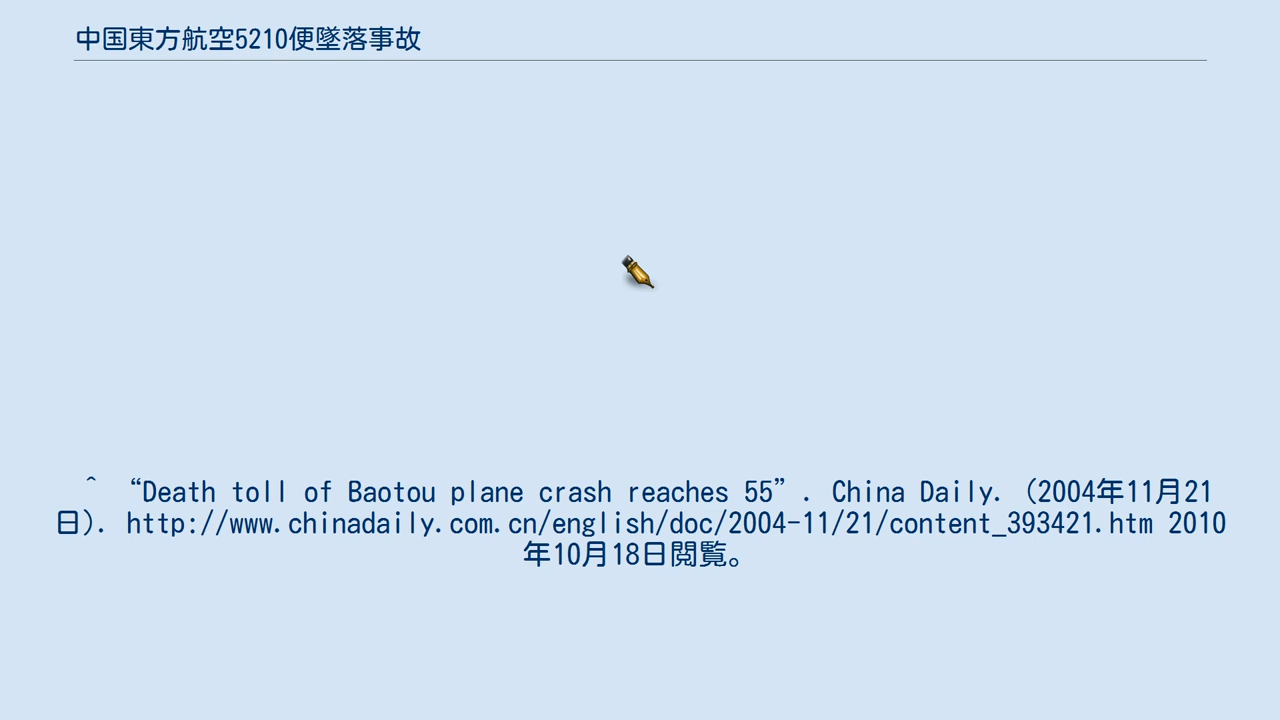 中国東方航空5210便墜落事故
^ “Death toll of Baotou plane crash reaches 55”. China Daily. (2004年11月21
日). http://www.chinadaily.com.cn/english/doc/2004-11/21/content_393421.htm 2010
年10月18日閲覧。